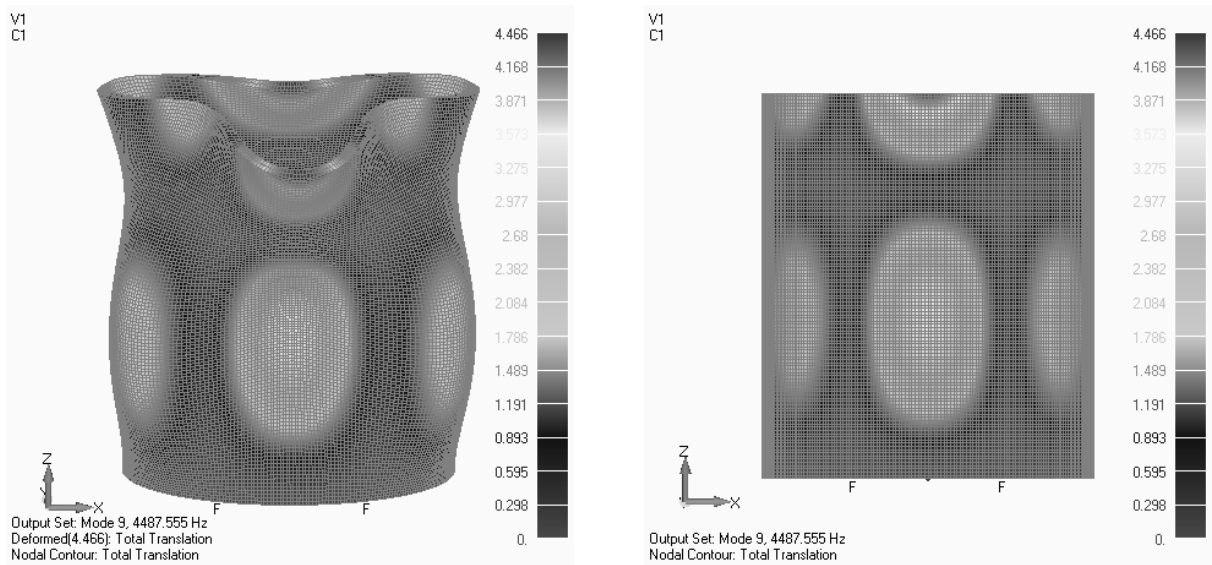 V1
C1
4.466
4.168
3.871
3.573
3.275
2.977
2.68
2.382
2.084
1.786
1.489
1.191
0.893
0.595
0.298
0.
Z
Y
X
F
F
Output Set: Mode 9, 4487.555 Hz
Deformed(4.466): Total Translation
Nodal Contour: Total Translation
V1
C1
4.466
4.168
3.871
3.573
3.275
2.977
2.68
2.382
2.084
1.786
1.489
1.191
0.893
0.595
0.298
0.
Z
X
F
F
Output Set: Mode 9, 4487.555 Hz
Nodal Contour: Total Translation